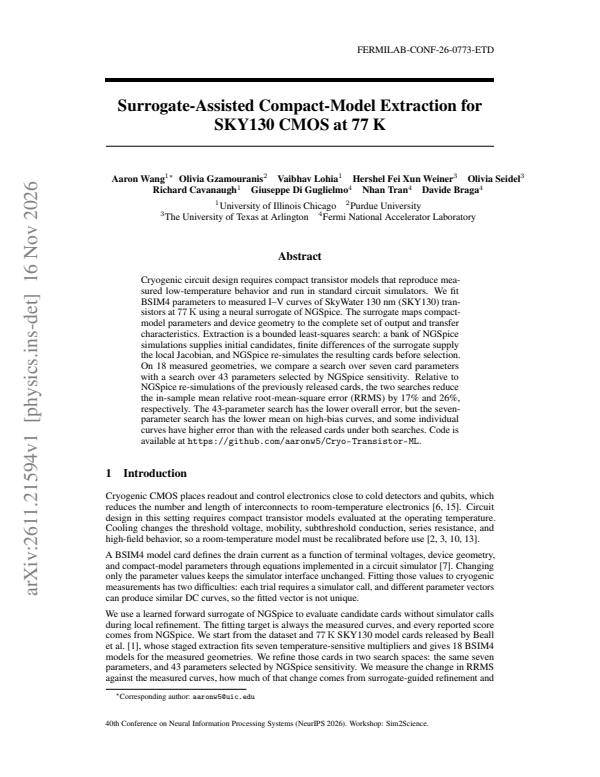 FERMILAB-CONF-26-0773-ETD
Surrogate-Assisted Compact-Model Extraction for
SKY130 CMOS at 77 K
Aaron Wang1* Olivia Gzamouranis2 Vaibhav Lohia1 Hershel Fei Xun Weiner3 Olivia Seidel3
Richard Cavanaugh1 Giuseppe Di Guglielmo4 Nhan Tran4 Davide Braga4
1University of Illinois Chicago 2Purdue University
3The University of Texas at Arlington 4Fermi National Accelerator Laboratory
Abstract
Cryogenic circuit design requires compact transistor models that reproduce mea-
sured low-temperature behavior and run in standard circuit simulators. We fit
BSIM4 parameters to measured I–V curves of SkyWater 130 nm (SKY130) tran-
sistors at 77 K using a neural surrogate of NGSpice. The surrogate maps compact-
model parameters and device geometry to the complete set of output and transfer
characteristics. Extraction is a bounded least-squares search: a bank of NGSpice
simulations supplies initial candidates, finite differences of the surrogate supply
the local Jacobian, and NGSpice re-simulates the resulting cards before selection.
On 18 measured geometries, we compare a search over seven card parameters
with a search over 43 parameters selected by NGSpice sensitivity. Relative to
NGSpice re-simulations of the previously released cards, the two searches reduce
the in-sample mean relative root-mean-square error (RRMS) by 17% and 26%,
respectively. The 43-parameter search has the lower overall error, but the seven-
parameter search has the lower mean on high-bias curves, and some individual
curves have higher error than with the released cards under both searches. Code is
available at https://github.com/aaronw5/Cryo-Transistor-ML.
1 Introduction
Cryogenic CMOS places readout and control electronics close to cold detectors and qubits, which
reduces the number and length of interconnects to room-temperature electronics [6, 15]. Circuit
design in this setting requires compact transistor models evaluated at the operating temperature.
Cooling changes the threshold voltage, mobility, subthreshold conduction, series resistance, and
high-field behavior, so a room-temperature model must be recalibrated before use [2, 3, 10, 13].
A BSIM4 model card defines the drain current as a function of terminal voltages, device geometry,
and compact-model parameters through equations implemented in a circuit simulator [7]. Changing
only the parameter values keeps the simulator interface unchanged. Fitting those values to cryogenic
measurements has two difficulties: each trial requires a simulator call, and different parameter vectors
can produce similar DC curves, so the fitted vector is not unique.
We use a learned forward surrogate of NGSpice to evaluate candidate cards without simulator calls
during local refinement. The fitting target is always the measured curves, and every reported score
comes from NGSpice. We start from the dataset and 77 K SKY130 model cards released by Beall
et al. [1], whose staged extraction fits seven temperature-sensitive multipliers and gives 18 BSIM4
models for the measured geometries. We refine those cards in two search spaces: the same seven
parameters, and 43 parameters selected by NGSpice sensitivity. We measure the change in RRMS
against the measured curves, how much of that change comes from surrogate-guided refinement and
*Corresponding author: aaronw5@uic.edu
40th Conference on Neural Information Processing Systems (NeurIPS 2026). Workshop: Sim2Science.
arXiv:2611.21594v1 [physics.ins-det] 16 Nov 2026